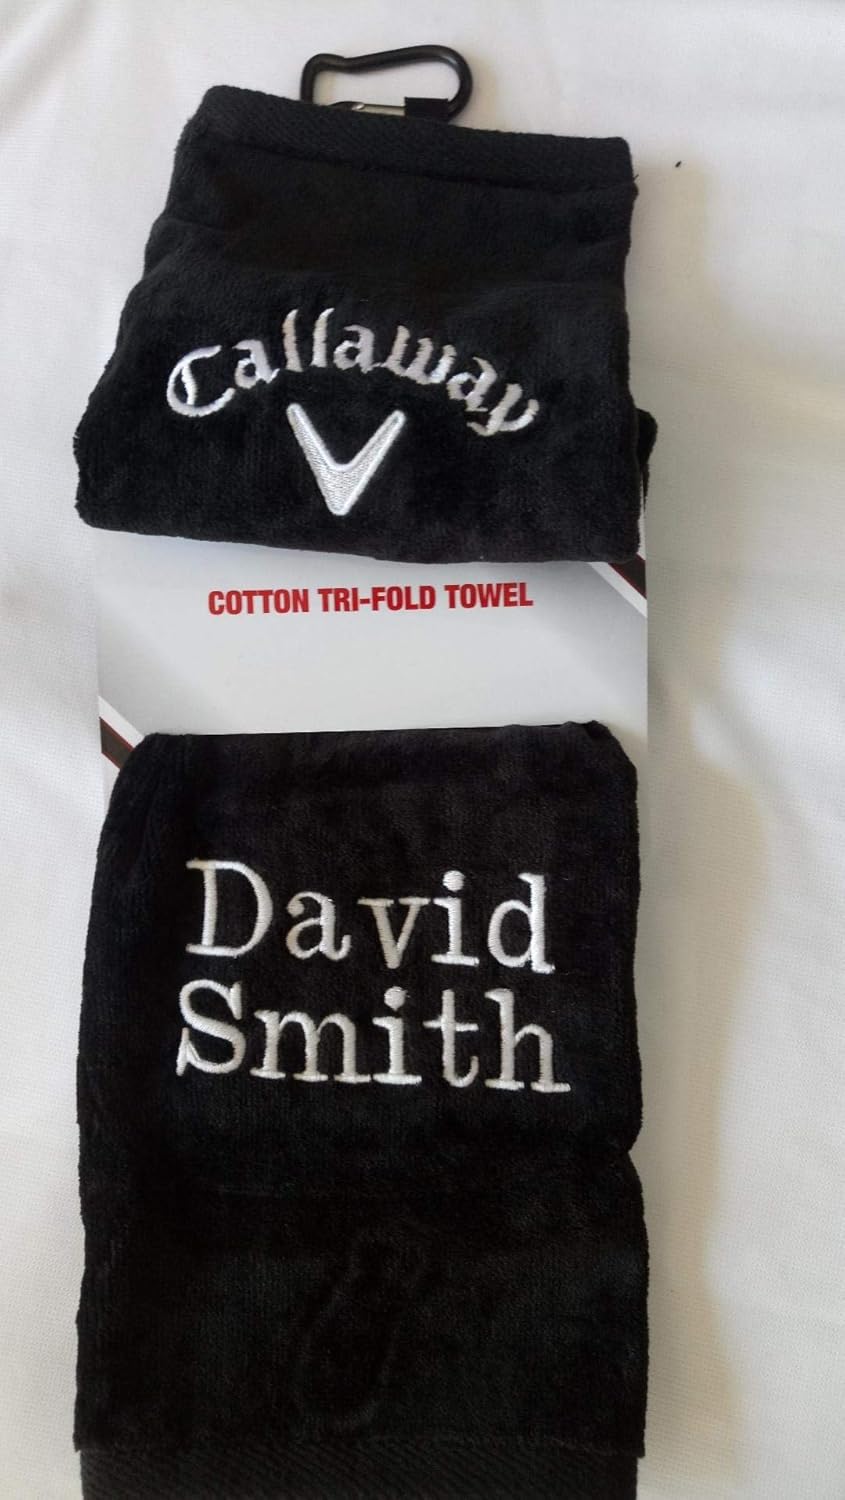 Callaway
COTTON TRI-FOLD TOWEL
David
Smith